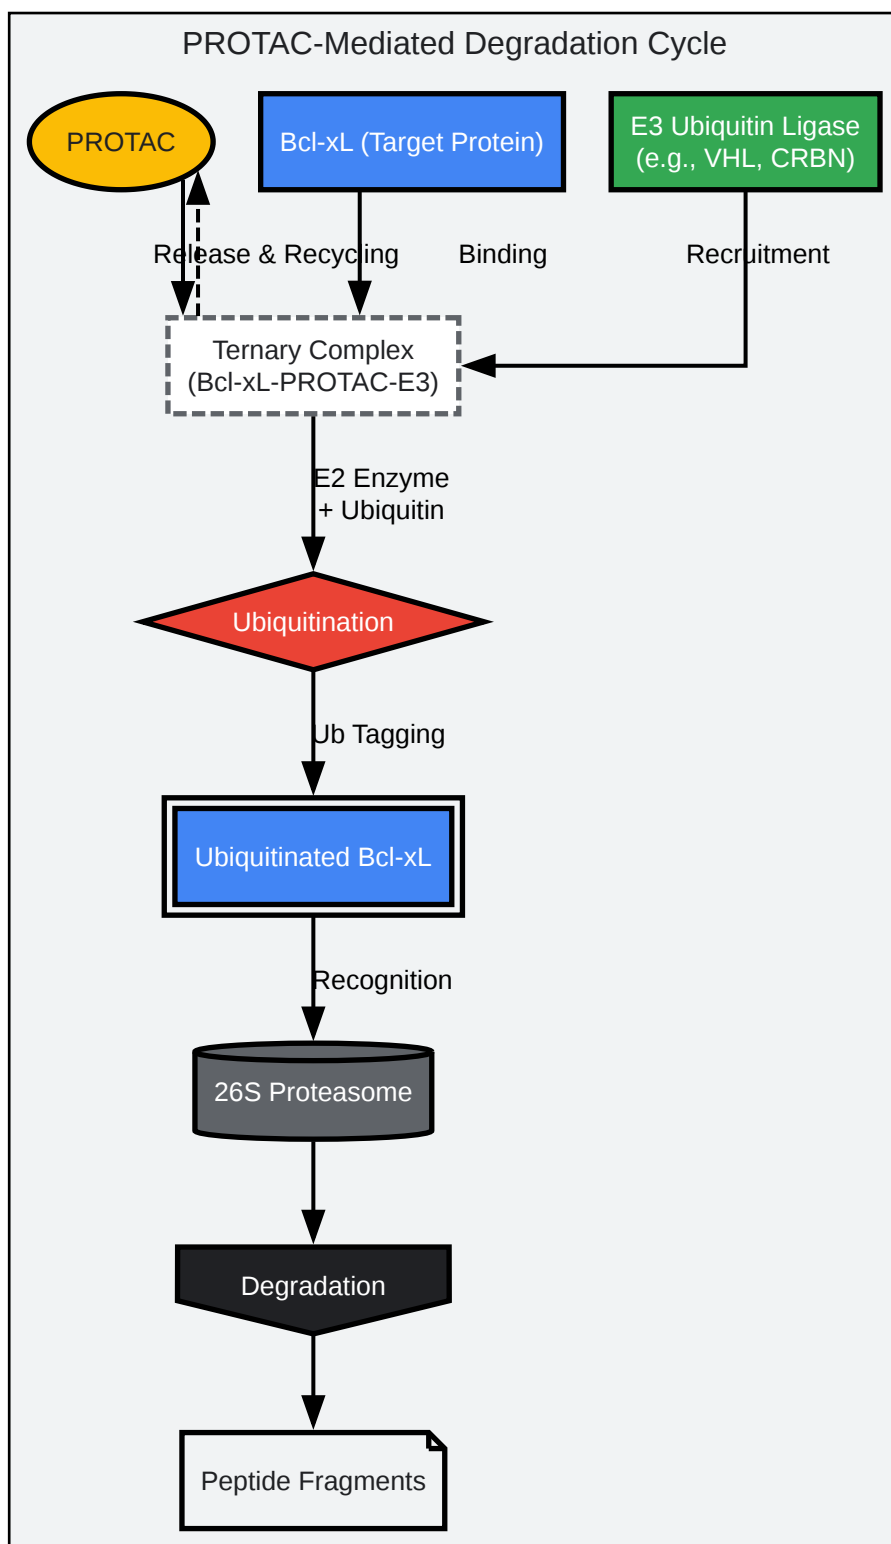 PROTAC-Mediated Degradation Cycle
PROTAC
Bcl-xL (Target Protein)
E3 Ubiquitin Ligase
(e.g., VHL, CRBN)
Release & Recycling
Binding
Recruitment
Ternary Complex
(Bcl-xL-PROTAC-E3)
E2 Enzyme
+ Ubiquitin
Ubiquitination
Ub Tagging
Ubiquitinated Bcl-xL
Recognition
26S Proteasome
Degradation
Peptide Fragments